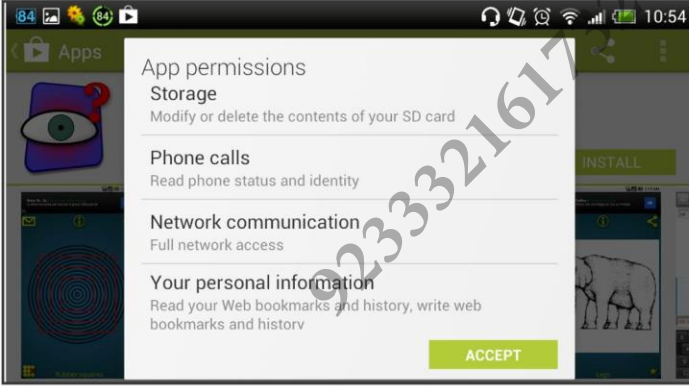 84
84
10:54
Apps
App permissions
Storage
Modify or delete the contents of your SD card
Phone calls
Read phone status and identity
INSTALL
Network communication
Full network access
Your personal information
Read your Web bookmarks and history, write web
bookmarks and history
ACCEPT